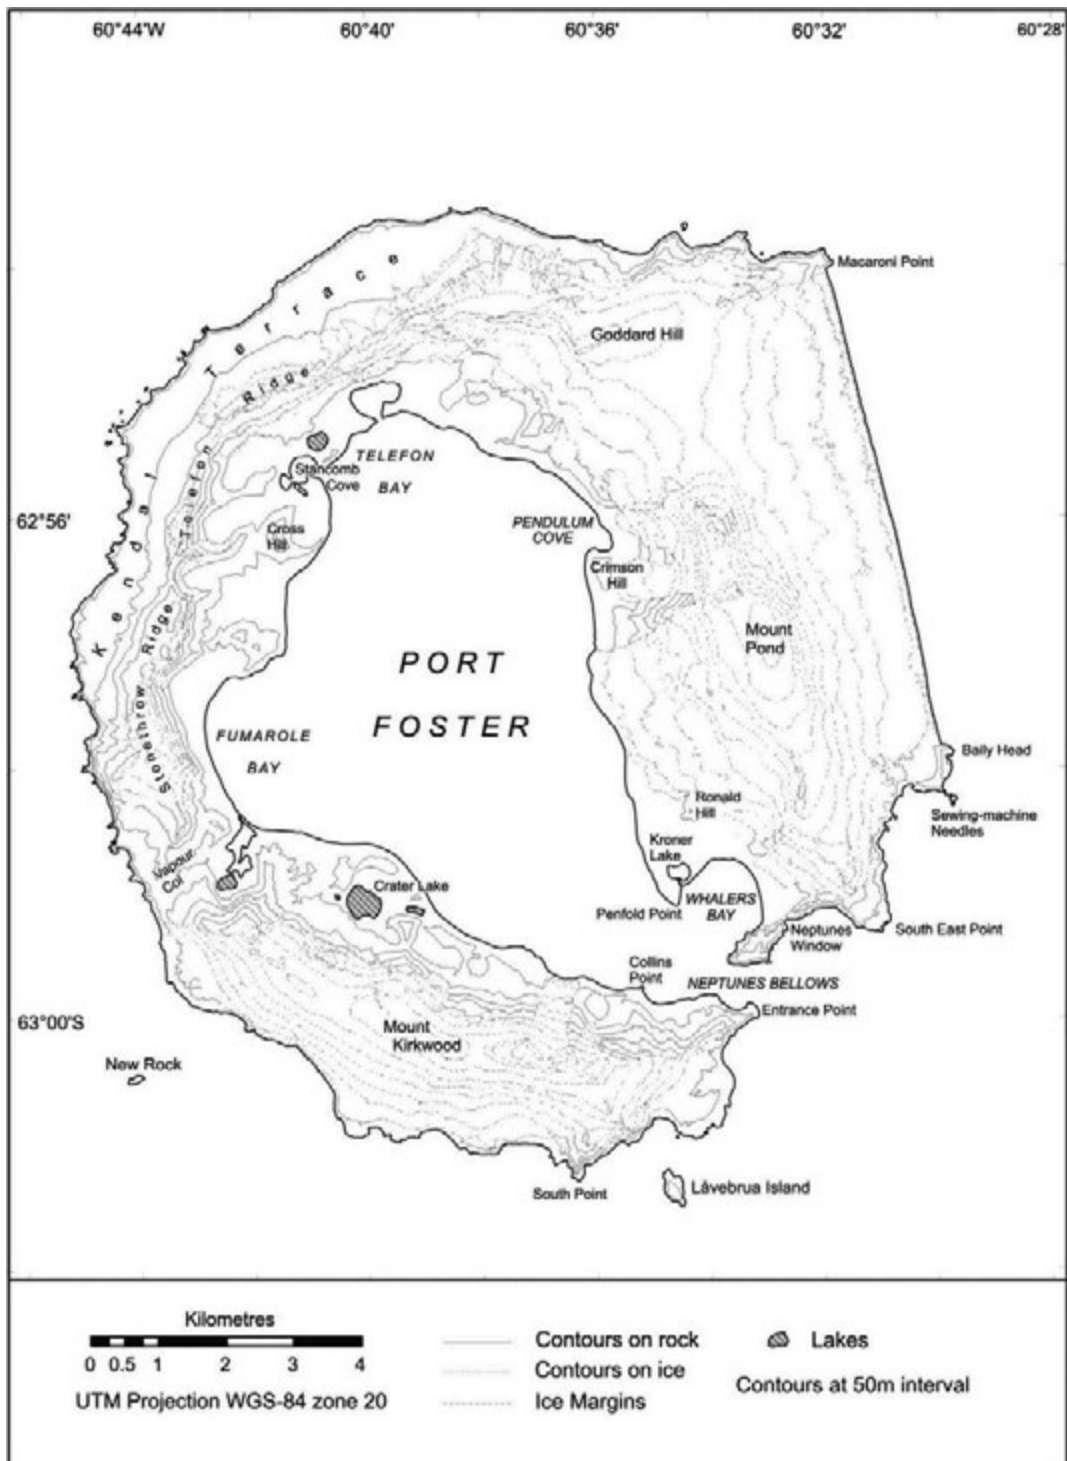 60°44'W 60°40' 60°36' 60°32' 60°28'
Macaroni Point
Goddard Hill
Kendall Terrace
Telefon Ridge
TELEFON
BAY
Stancomb
Cove
62°56'
PENDULUM
COVE
Cross
Hill
Crimson
Hill
Mount
Pond
Stonethrow Ridge
PORT
FOSTER
FUMAROLE
BAY
Baily Head
Ronald
Hill
Sewing-machine
Needles
Kroner
Lake
Vapour
Col
Crater Lake
WHALERS
BAY
Penfold Point
Neptunes
Window
South East Point
Collins
Point
NEPTUNES BELLOWS
Entrance Point
63°00'S
Mount
Kirkwood
New Rock
South Point
Låvebrua Island
Kilometres
0 0.5 1 2 3 4
UTM Projection WGS-84 zone 20
Contours on rock
Contours on ice
Ice Margins
Lakes
Contours at 50m interval